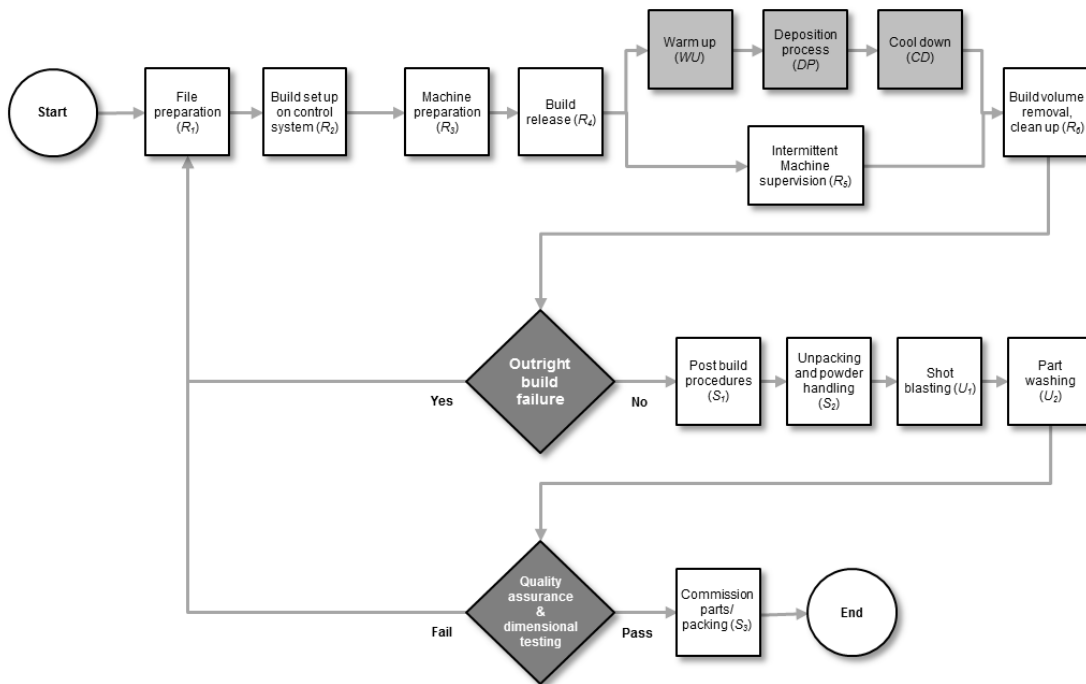 Start
File
preparation
(R1)
Build set up
on control
system (R2)
Machine
preparation
(R3)
Build
release (R4)
Warm up
(WU)
Deposition
process
(DP)
Cool down
(CD)
Intermittent
Machine
supervision (R5)
Build volume
removal,
clean up (R6)
Outright
build
failure
Yes
No
Post build
procedures
(S1)
Unpacking
and powder
handling
(S2)
Shot
blasting (U1)
Part
washing
(U2)
Quality
assurance
&
dimensional
testing
Fail
Pass
Commission
parts/
packing (S3)
End